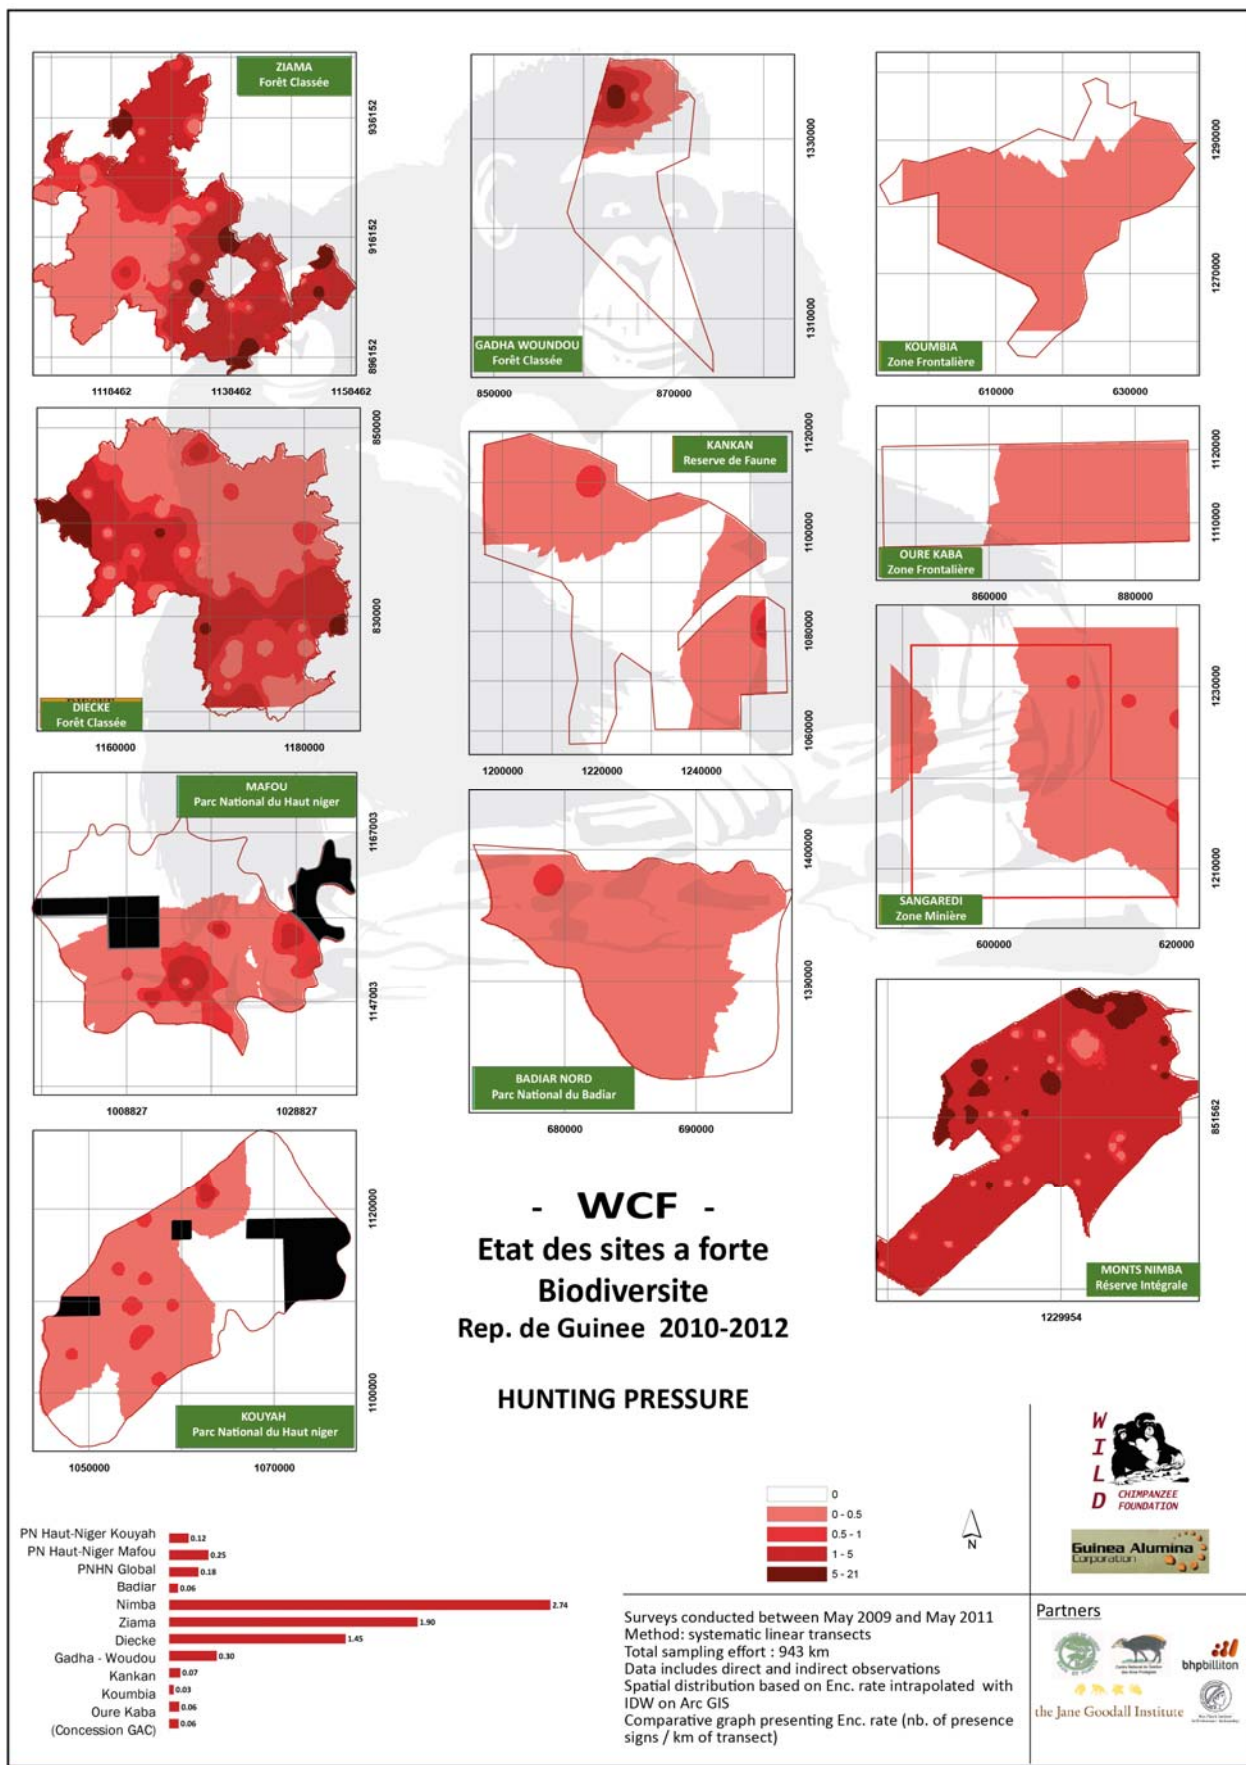 ZIAMA
Forêt Classée
936152
916152
896152
1118462
1138462
1158462
GADHA WOUNDOU
Forêt Classée
1330000
1310000
850000
870000
KOUMBIA
Zone Frontalière
1290000
1270000
610000
630000
DIECKE
Forêt Classée
850000
830000
1160000
1180000
KANKAN
Reserve de Faune
1120000
1100000
1080000
1060000
1200000
1220000
1240000
OURE KABA
Zone Frontalière
1120000
1110000
860000
880000
SANGAREDI
Zone Minière
1230000
1210000
600000
620000
MAFOU
Parc National du Haut niger
1167003
1147003
1008827
1028827
BADIAR NORD
Parc National du Badiar
1400000
1390000
680000
690000
MONTS NIMBA
Réserve Intégrale
851562
1229954
KOUYAH
Parc National du Haut niger
1120000
1100000
1050000
1070000
- WCF -
Etat des sites a forte
Biodiversite
Rep. de Guinee 2010-2012
HUNTING PRESSURE
0
0 - 0.5
0.5 - 1
1 - 5
5 - 21
N
WILD
CHIMPANZEE
FOUNDATION
Guinea Alumina
Corporation
PN Haut-Niger Kouyah 0.12
PN Haut-Niger Mafou 0.25
PNHN Global 0.18
Badiar 0.06
Nimba 2.74
Ziama 1.90
Diecke 1.45
Gadha - Woudou 0.30
Kankan 0.07
Koumbia 0.03
Oure Kaba 0.06
(Concession GAC) 0.06
Surveys conducted between May 2009 and May 2011
Method: systematic linear transects
Total sampling effort : 943 km
Data includes direct and indirect observations
Spatial distribution based on Enc. rate intrapolated with
IDW on Arc GIS
Comparative graph presenting Enc. rate (nb. of presence
signs / km of transect)
Partners
bhpbilliton
the Jane Goodall Institute